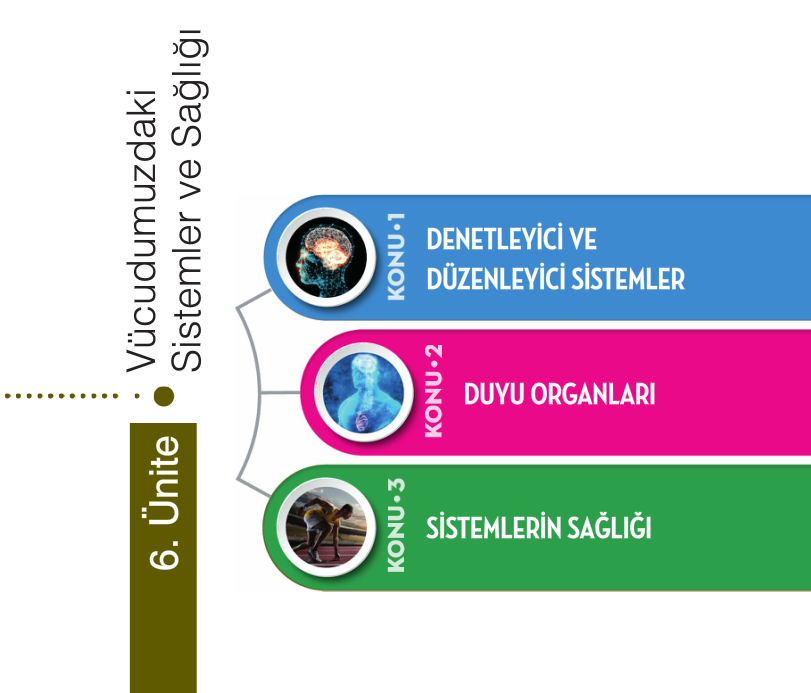 6. Ünite
Vücudumuzdaki
Sistemler ve Sağlığı
KONU•1
DENETLEYİCİ VE
DÜZENLEYİCİ SİSTEMLER
KONU•2
DUYU ORGANLARI
KONU•3
SİSTEMLERİN SAĞLIĞI